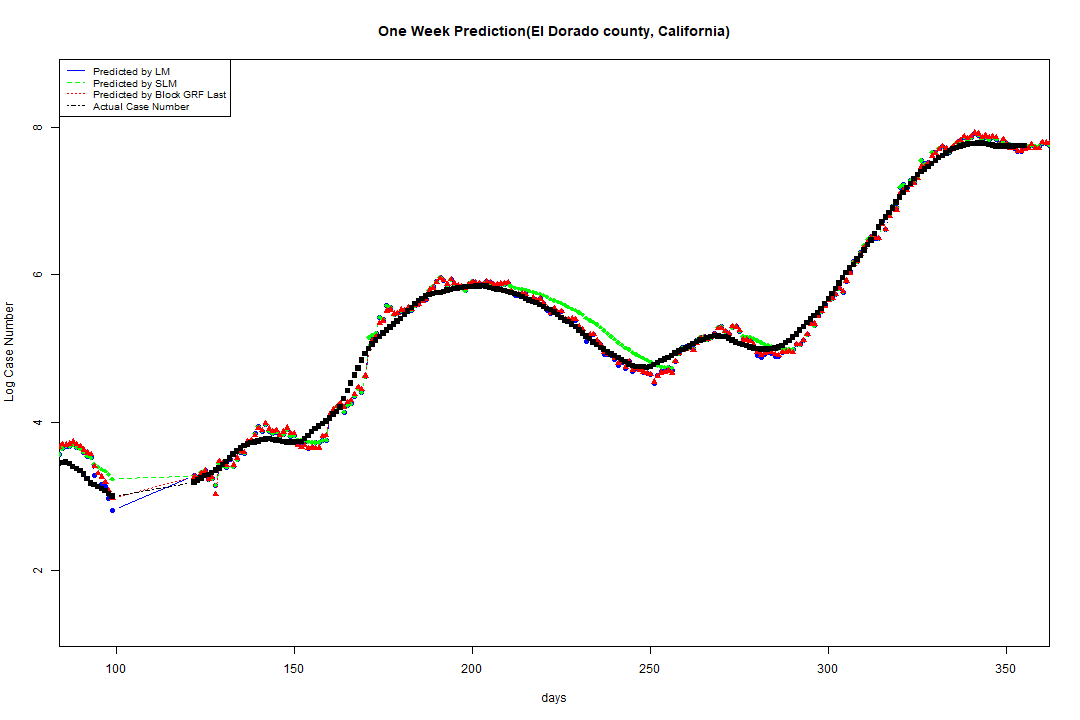 One Week Prediction(El Dorado county, California)
Predicted by LM
Predicted by SLM
Predicted by Block GRF Last
Actual Case Number
8
6
4
2
Log Case Number
100 150 200 250 300 350
days